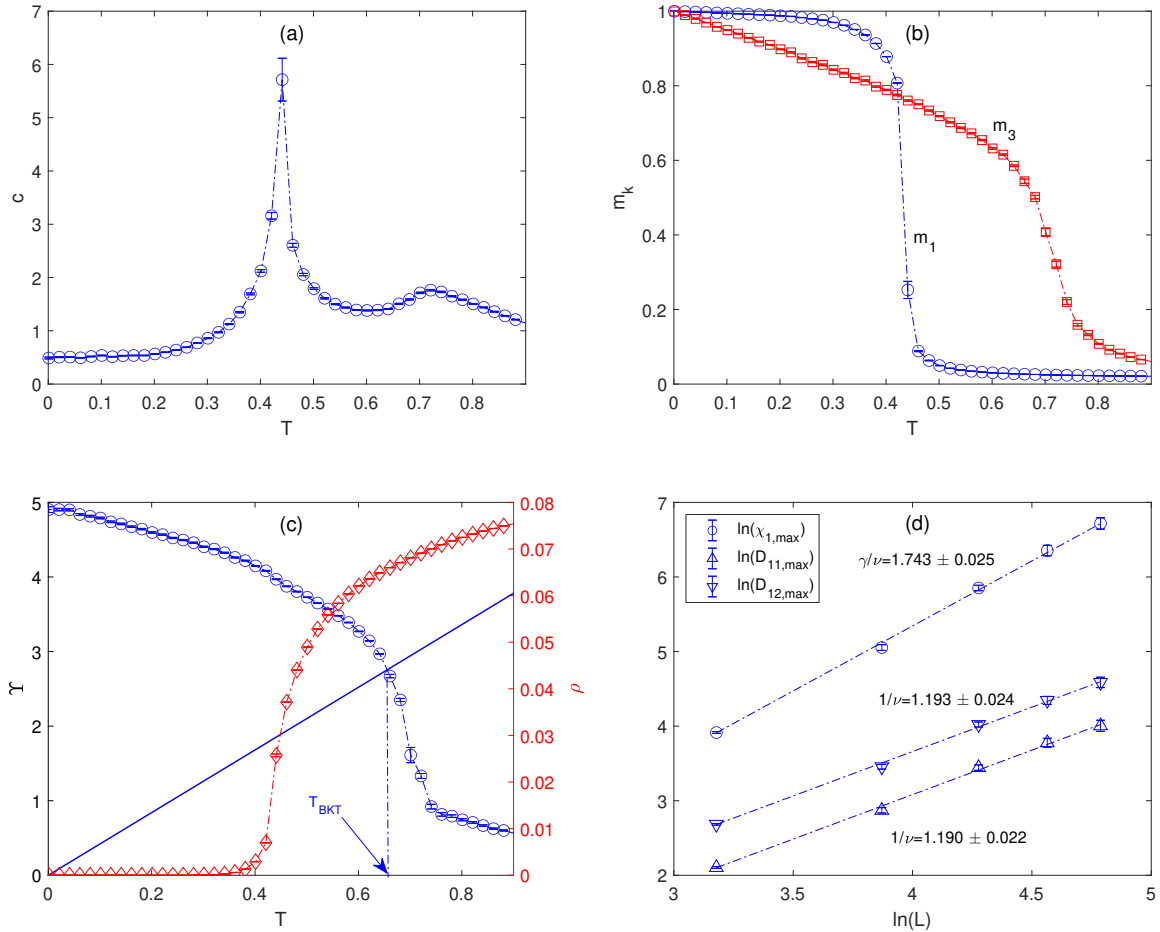 (a)
7
6
5
4
3
2
1
0
c
0 0.1 0.2 0.3 0.4 0.5 0.6 0.7 0.8
T
(b)
1
0.8
0.6
0.4
0.2
0
m_k
m_3
m_1
0 0.1 0.2 0.3 0.4 0.5 0.6 0.7 0.8
T
(c)
5
4
3
2
1
0
ϒ
T_BKT
0.08
0.07
0.06
0.05
0.04
0.03
0.02
0.01
0
ρ
0 0.2 0.4 0.6 0.8
T
(d)
7
6
5
4
3
2
ln(χ_1,max)
ln(D_11,max)
ln(D_12,max)
γ/ν=1.743 ± 0.025
1/ν=1.193 ± 0.024
1/ν=1.190 ± 0.022
3 3.5 4 4.5 5
ln(L)